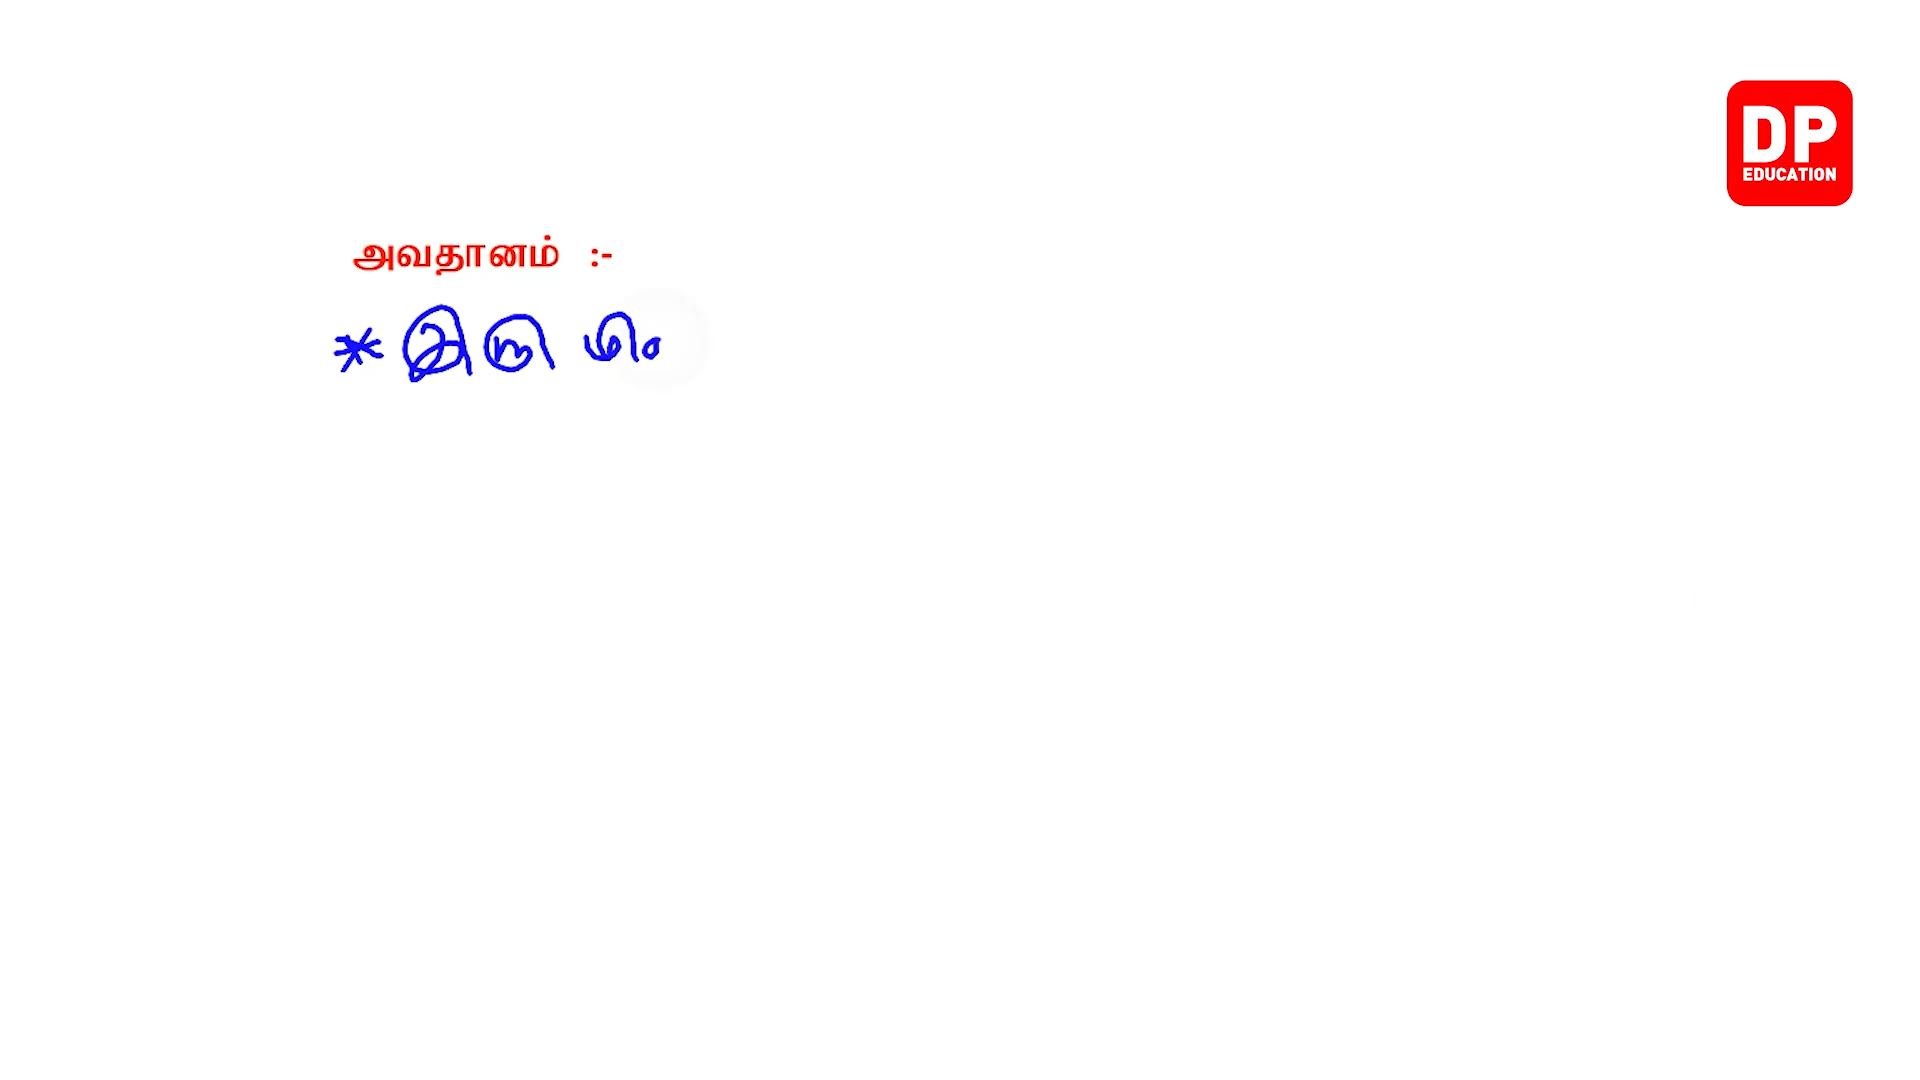 DP
EDUCATION
அவதானம் :-
* இரு மி